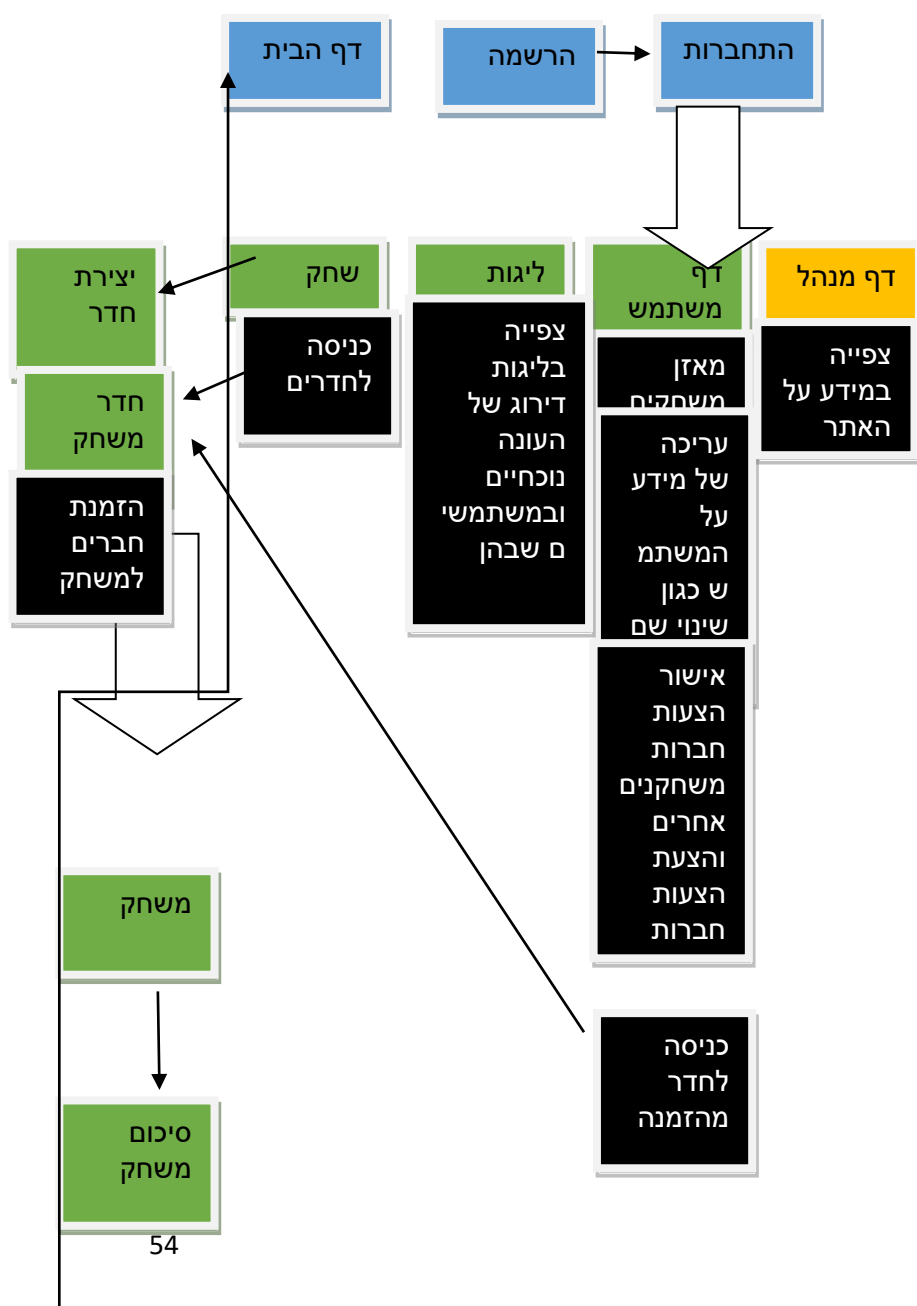 התחברות
הרשמה
דף הבית
דף מנהל
צפייה
במידע על
האתר
דף
משתמש
מאזן
משחקים
עריכה
של מידע
על
המשתמ
ש כגון
שינוי שם
אישור
הצעות
חברות
משחקנים
אחרים
והצעת
הצעות
חברות
כניסה
לחדר
מהזמנה
ליגות
צפייה
בליגות
דירוג של
העונה
נוכחיים
ובמשתמשי
ם שבהן
שחק
כניסה
לחדרים
יצירת
חדר
חדר
משחק
הזמנת
חברים
למשחק
משחק
סיכום
משחק
54